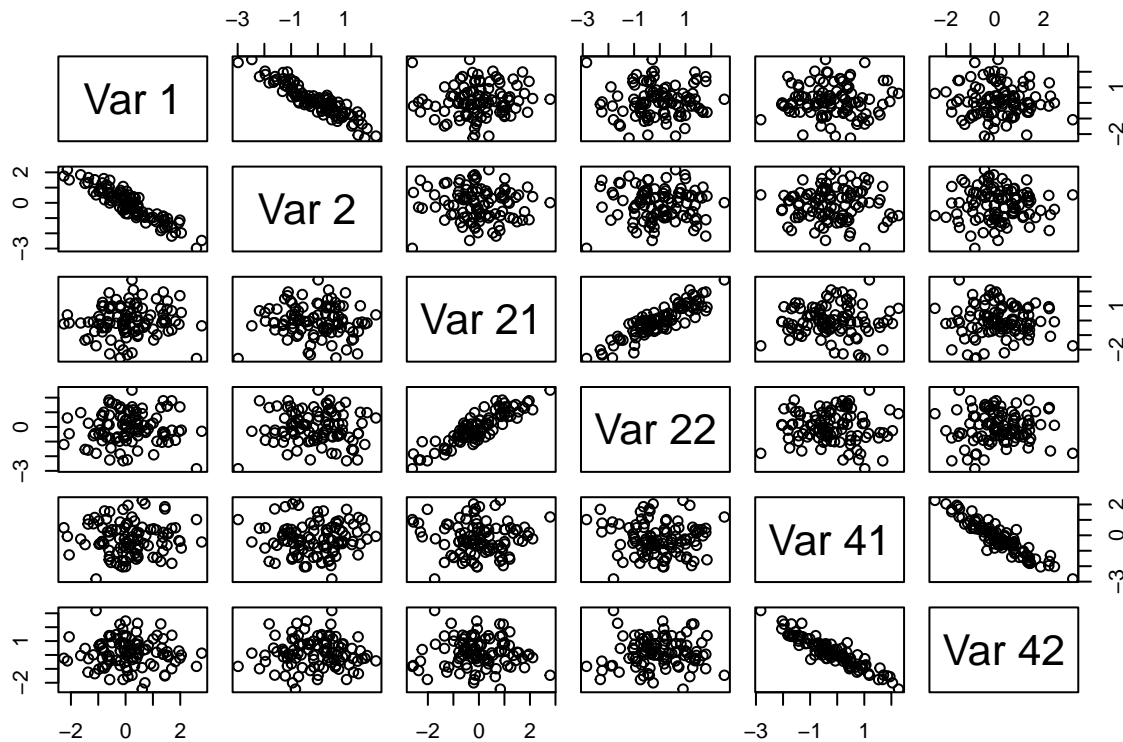 −3 −1 1 −3 −1 1 −2 0 2
Var 1
−2 1
−3 0 2
Var 2
Var 21
−2 1
−3 0
Var 22
Var 41
−3 0 2
−2 1
Var 42
−2 0 2 −2 0 2 −3 −1 1